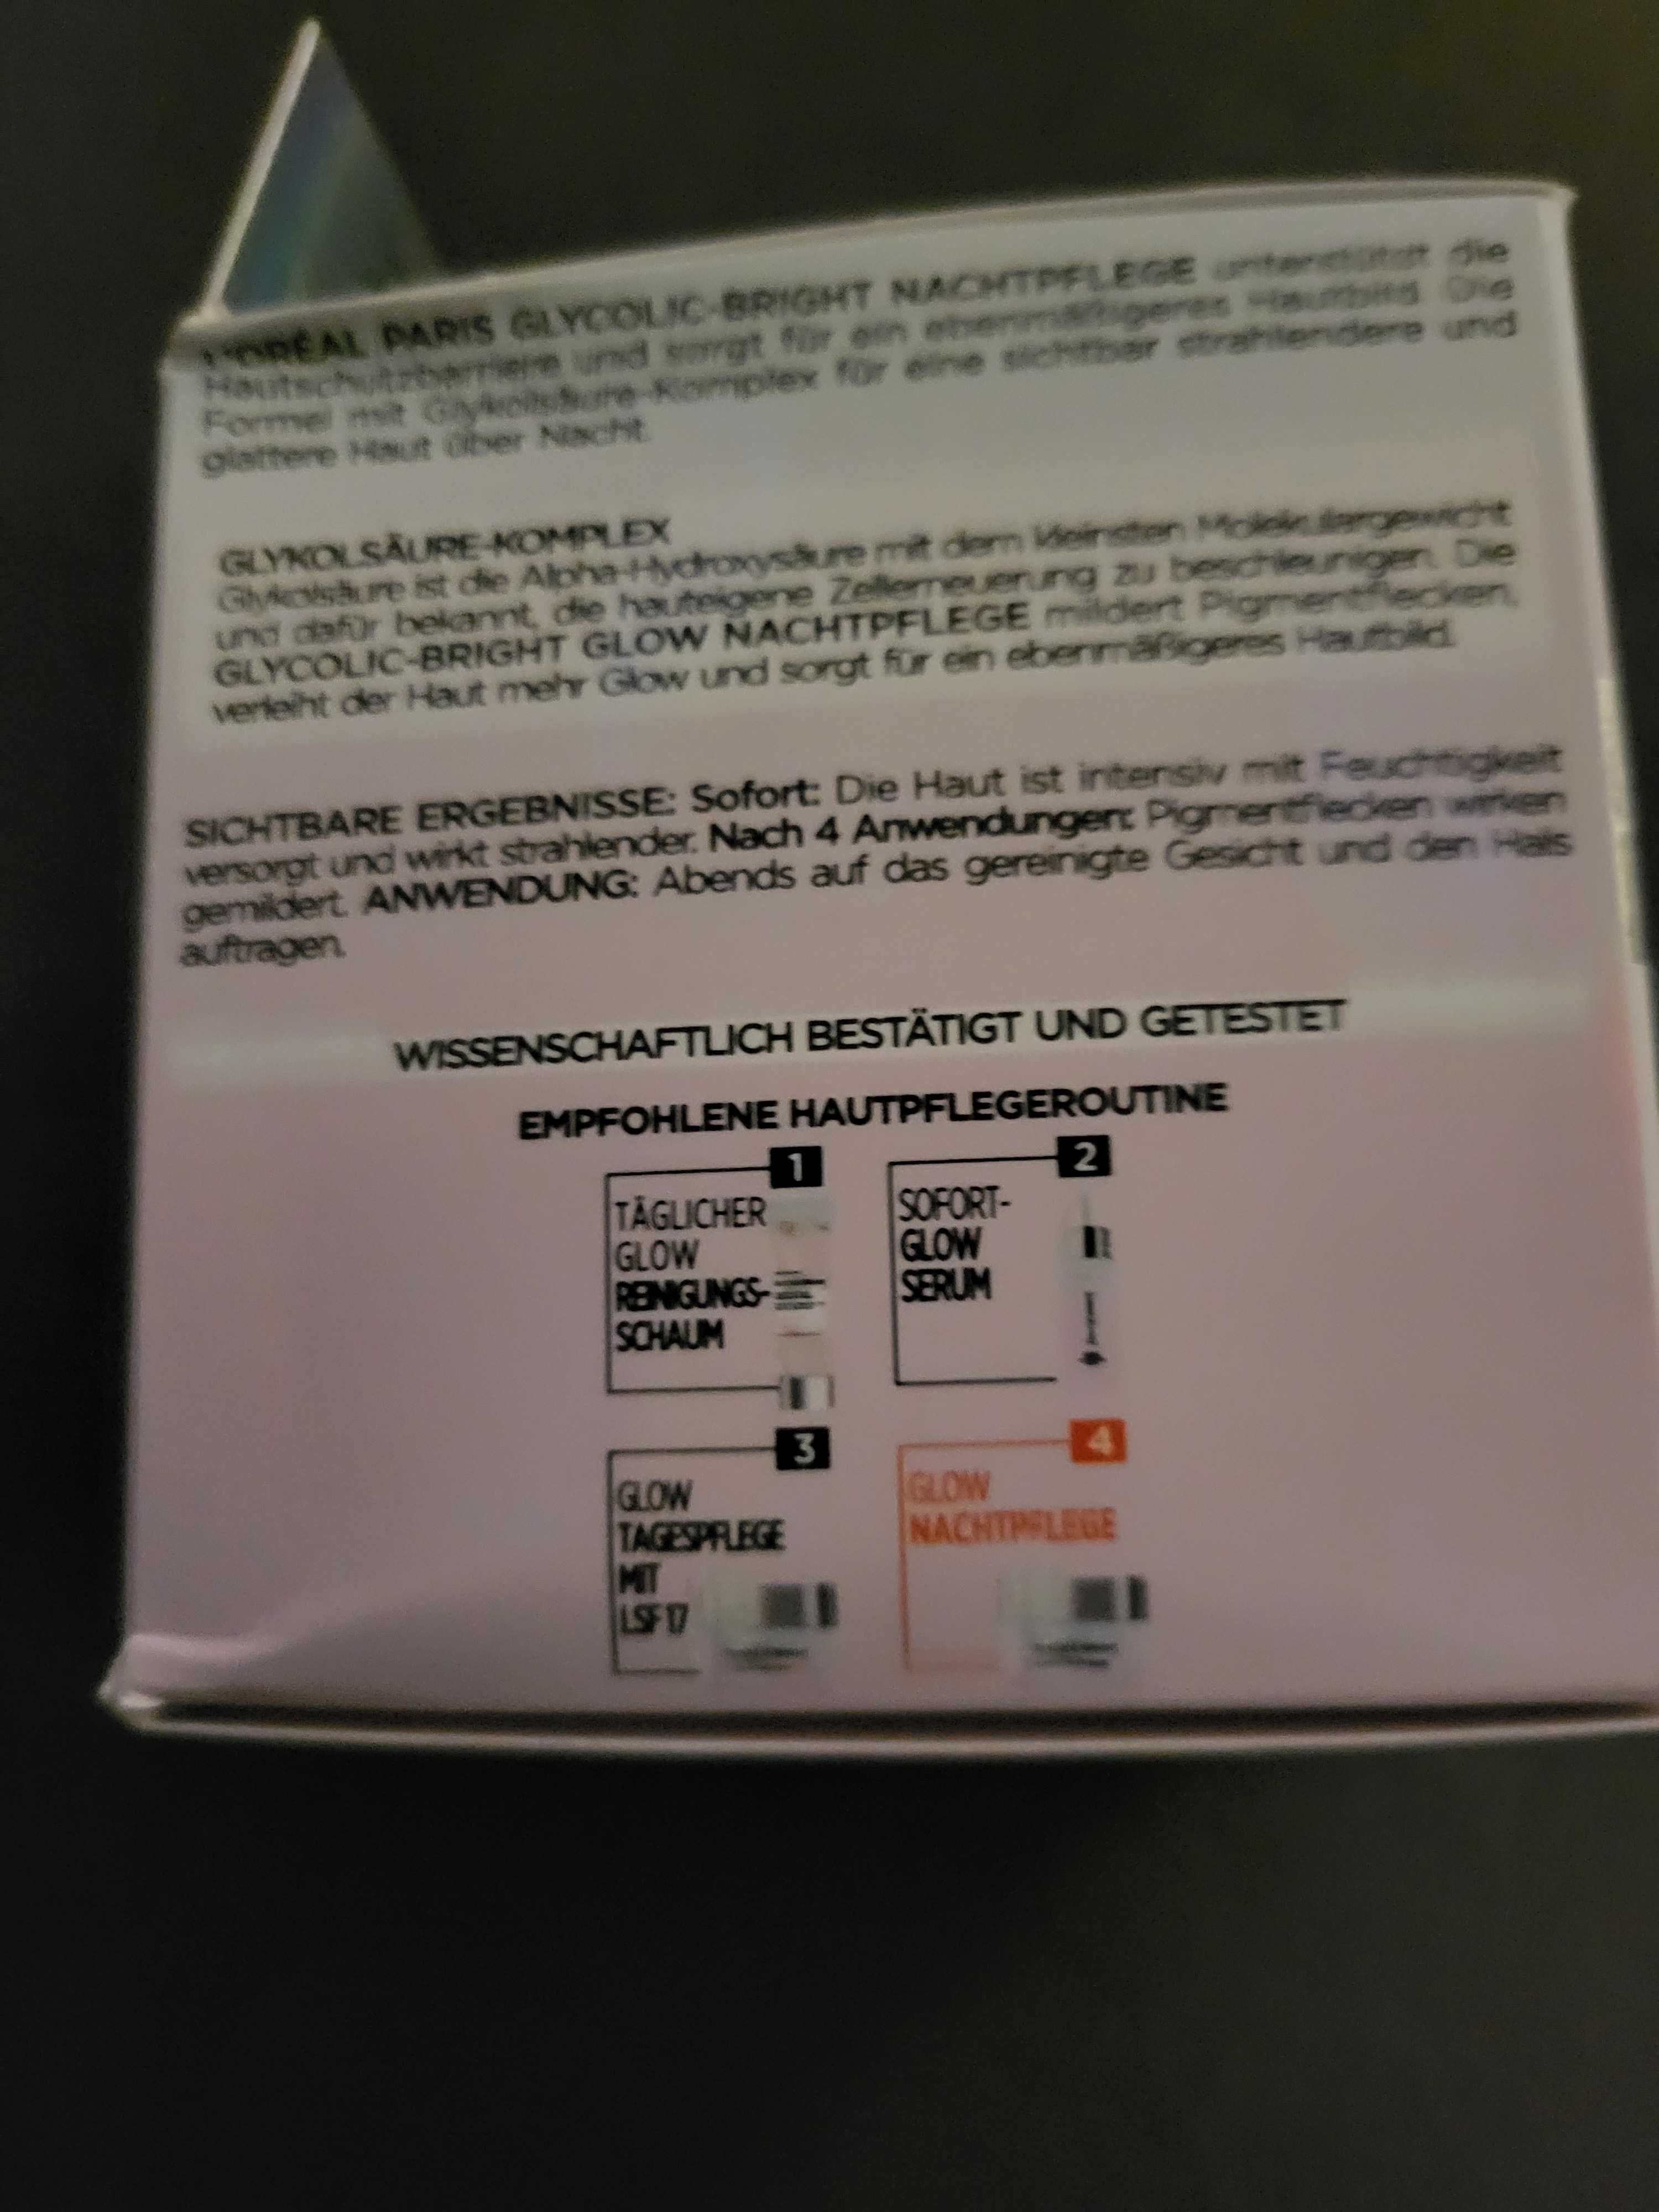 L'ORÉAL PARIS GLYCOLIC-BRIGHT NACHTPFLEGE unterstützt die
Hautschutzbarriere und sorgt für ein ebenmäßigeres Hautbild. Die
Formel mit Glykolsäure-Komplex für eine sichtbar strahlendere und
glattere Haut über Nacht.
GLYKOLSÄURE-KOMPLEX
Glykolsäure ist die Alpha-Hydroxysäure mit dem kleinsten Molekulargewicht
und dafür bekannt, die hauteigene Zellerneuerung zu beschleunigen. Die
GLYCOLIC-BRIGHT GLOW NACHTPFLEGE mildert Pigmentflecken,
verleiht der Haut mehr Glow und sorgt für ein ebenmäßigeres Hautbild.
SICHTBARE ERGEBNISSE: Sofort: Die Haut ist intensiv mit Feuchtigkeit
versorgt und wirkt strahlender. Nach 4 Anwendungen: Pigmentflecken wirken
gemildert. ANWENDUNG: Abends auf das gereinigte Gesicht und den Hals
auftragen.
WISSENSCHAFTLICH BESTÄTIGT UND GETESTET
EMPFOHLENE HAUTPFLEGEROUTINE
1
TÄGLICHER
GLOW
REINIGUNGS-
SCHAUM
2
SOFORT-
GLOW
SERUM
3
GLOW
TAGESPFLEGE
MIT
LSF 17
4
GLOW
NACHTPFLEGE